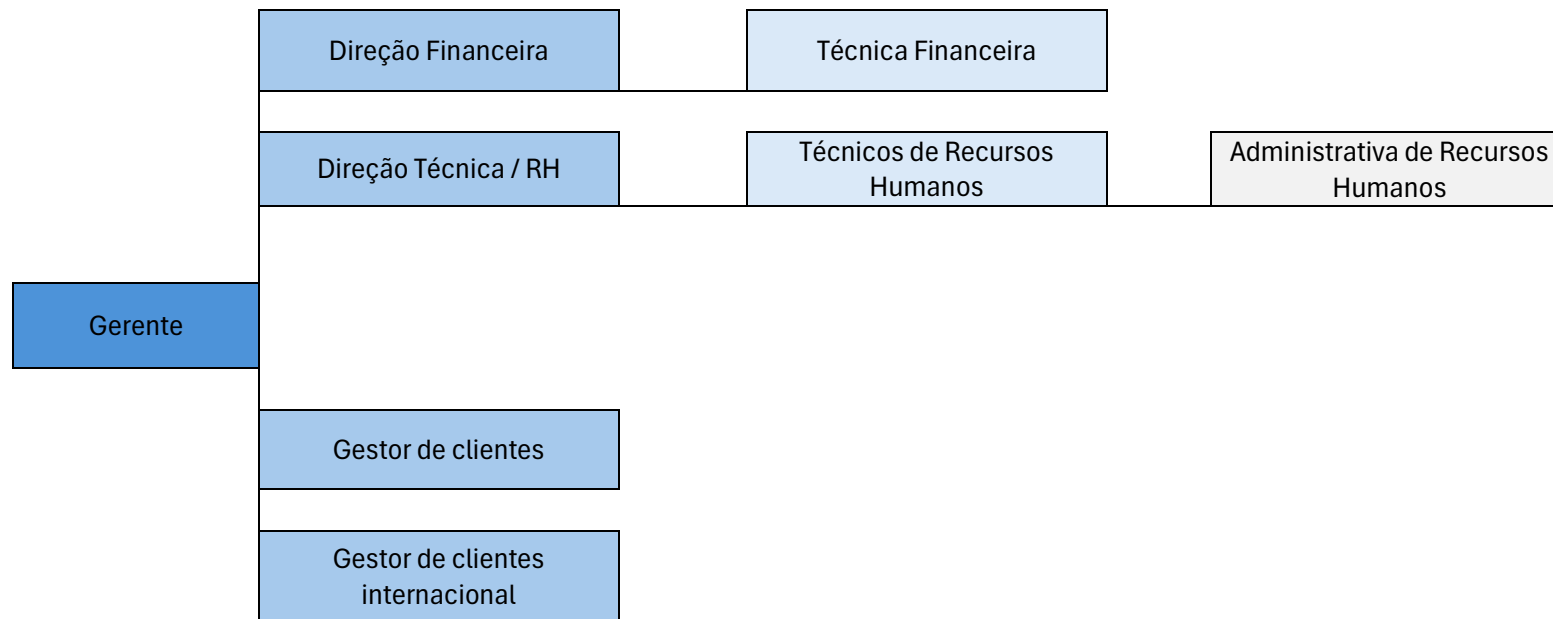 Direção Financeira
Técnica Financeira
Direção Técnica / RH
Técnicos de Recursos
Humanos
Administrativa de Recursos
Humanos
Gerente
Gestor de clientes
Gestor de clientes
internacional